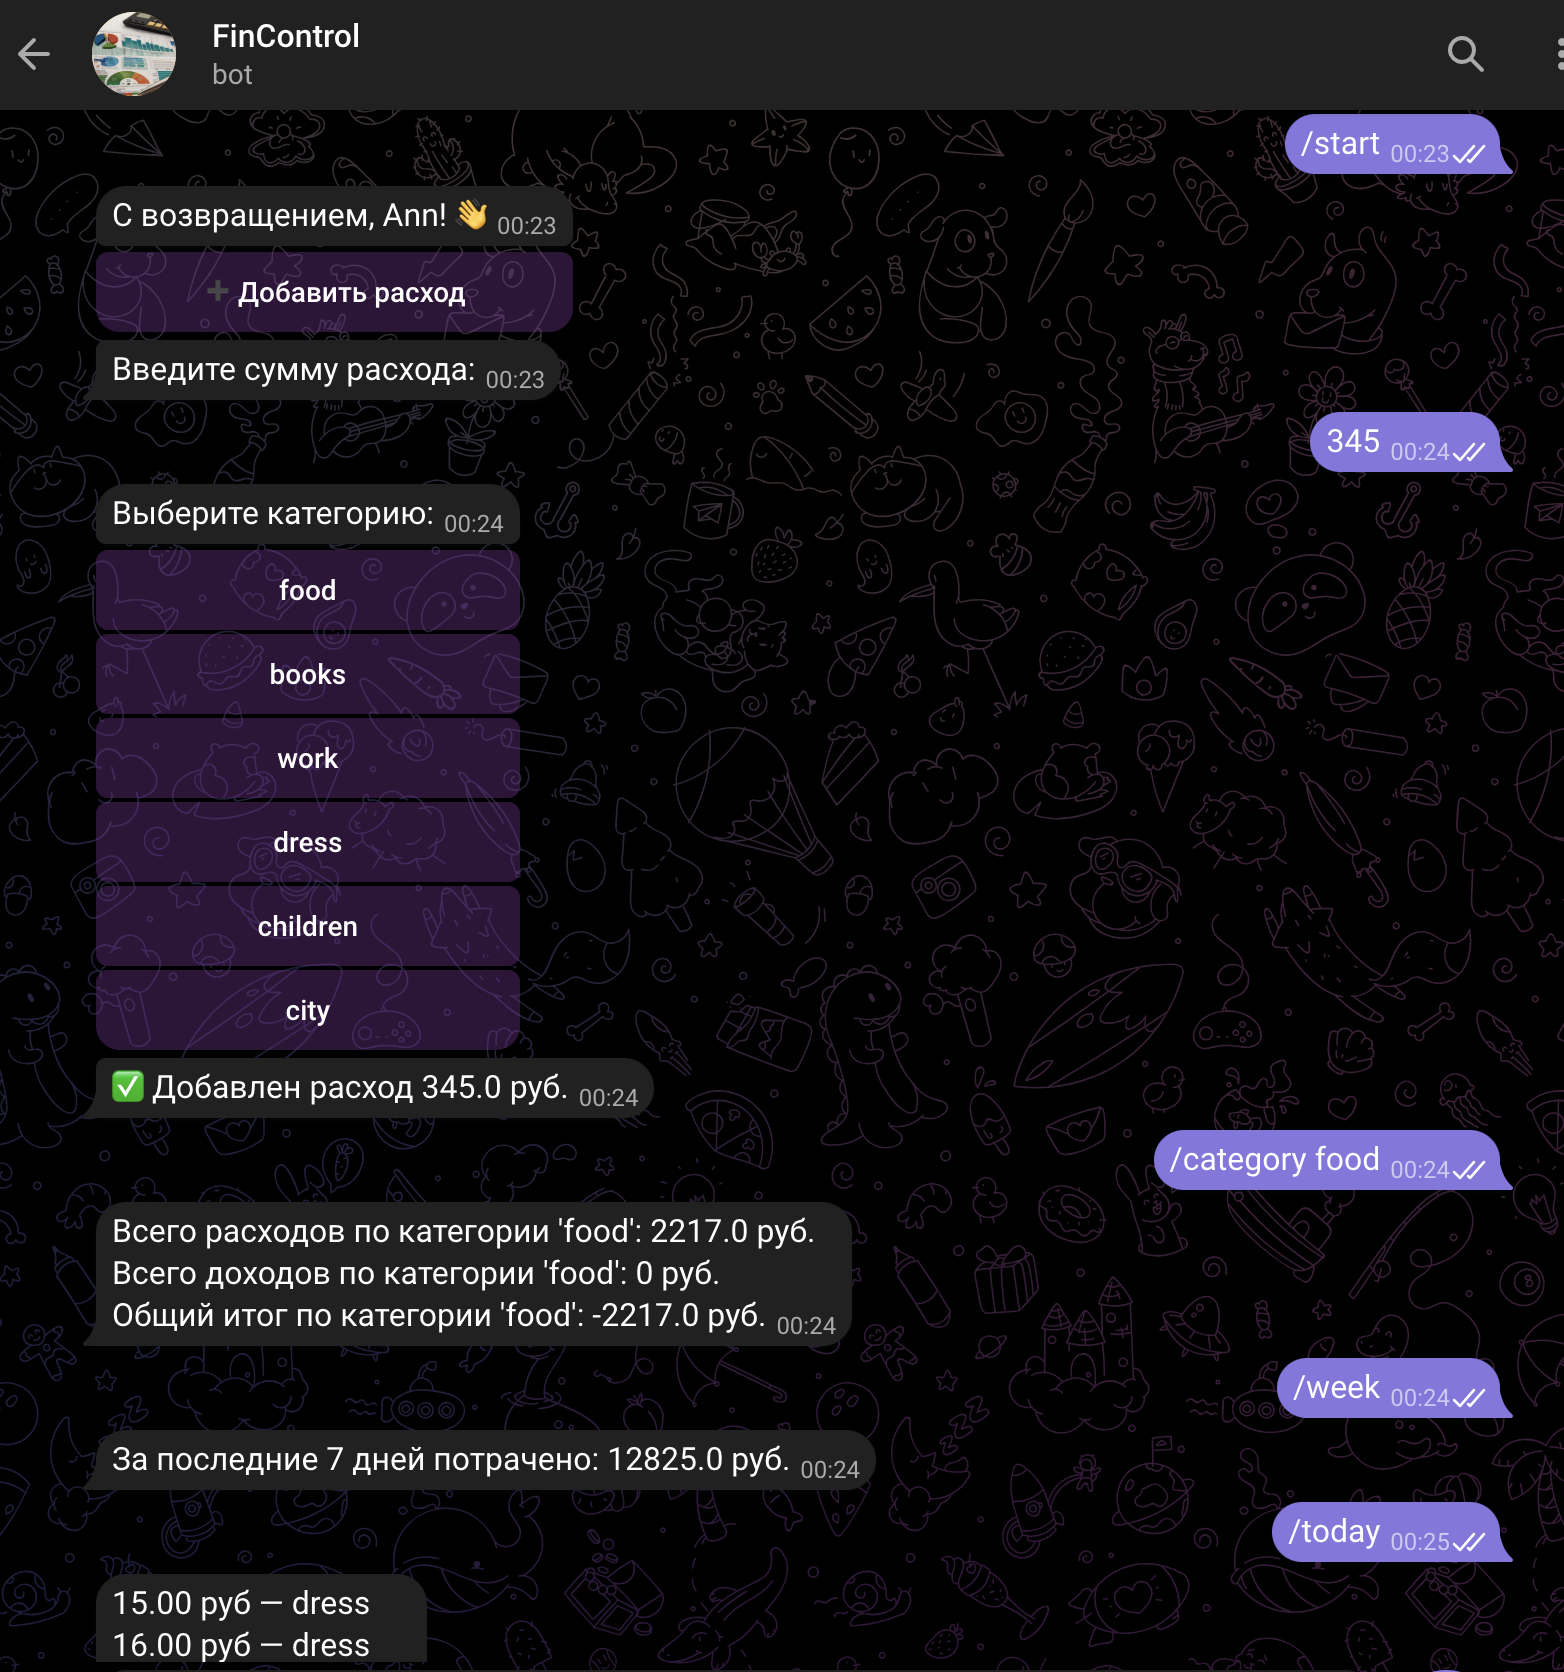 FinControl
bot
/start 00:23
С возвращением, Ann! 👋 00:23
➕ Добавить расход
Введите сумму расхода: 00:23
345 00:24
Выберите категорию: 00:24
food
books
work
dress
children
city
✅ Добавлен расход 345.0 руб. 00:24
/category food 00:24
Всего расходов по категории 'food': 2217.0 руб.
Всего доходов по категории 'food': 0 руб.
Общий итог по категории 'food': -2217.0 руб. 00:24
/week 00:24
За последние 7 дней потрачено: 12825.0 руб. 00:24
/today 00:25
15.00 руб — dress
16.00 руб — dress